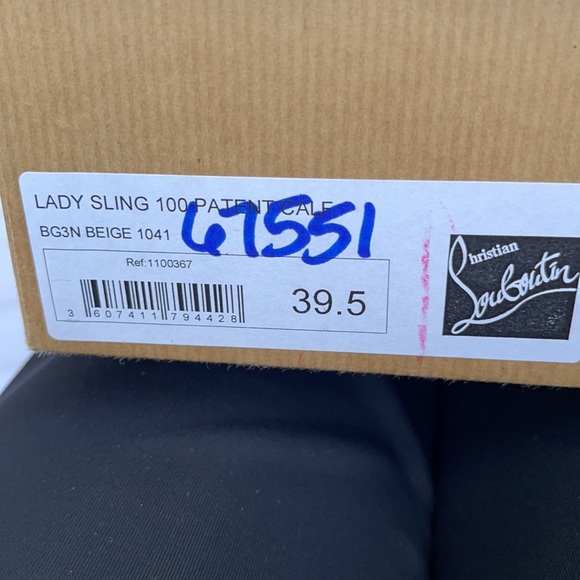 LADY SLING 100 PATENT CALF
BG3N BEIGE 1041
67551
Ref:1100367
3 607411 794428
39.5
Christian
Louboutin